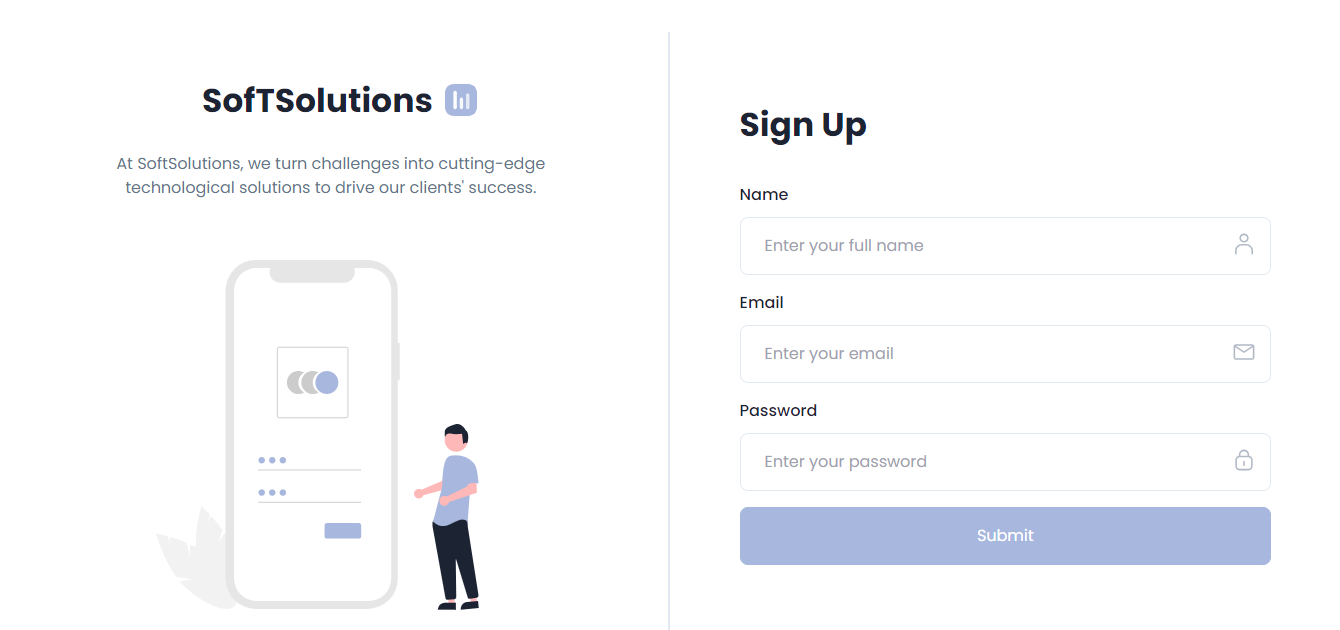 SofTSolutions
At SoftSolutions, we turn challenges into cutting-edge
technological solutions to drive our clients' success.
Sign Up
Name
Enter your full name
Email
Enter your email
Password
Enter your password
Submit